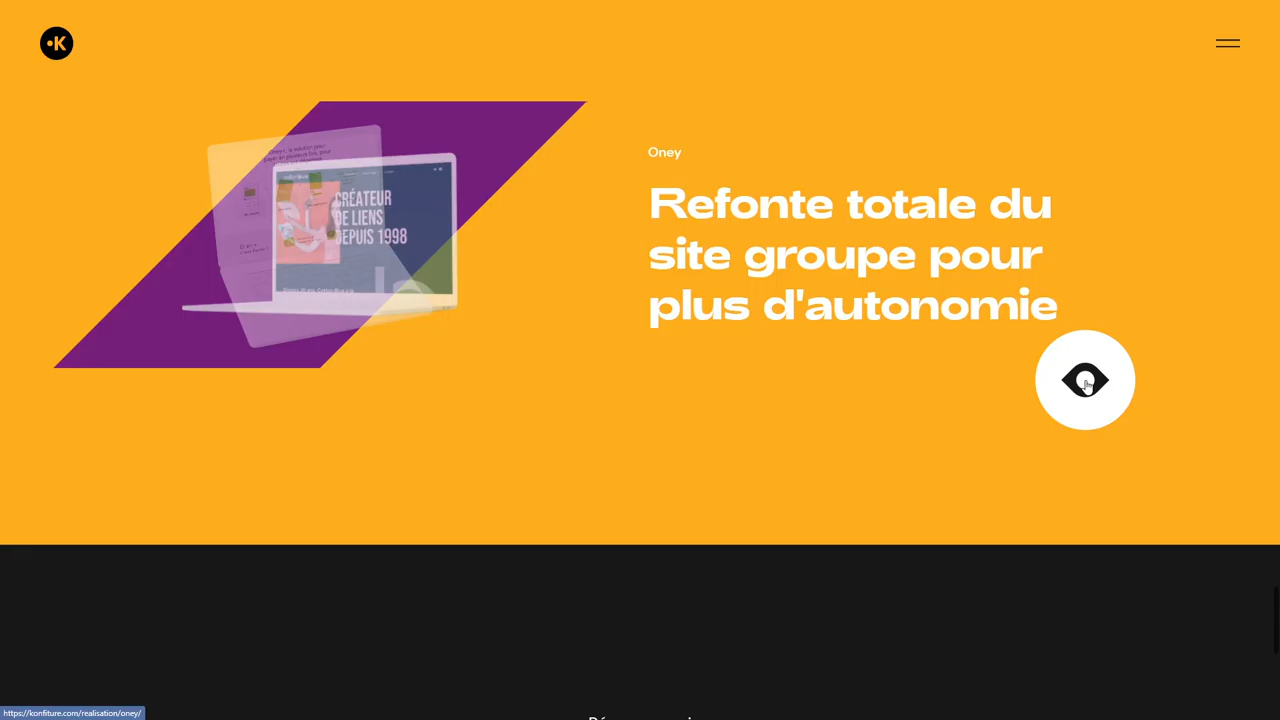 •K
Oney
Refonte totale du
site groupe pour
plus d'autonomie
CRÉATEUR
DE LIENS
DEPUIS 1998
https://konfiture.com/realisation/oney/